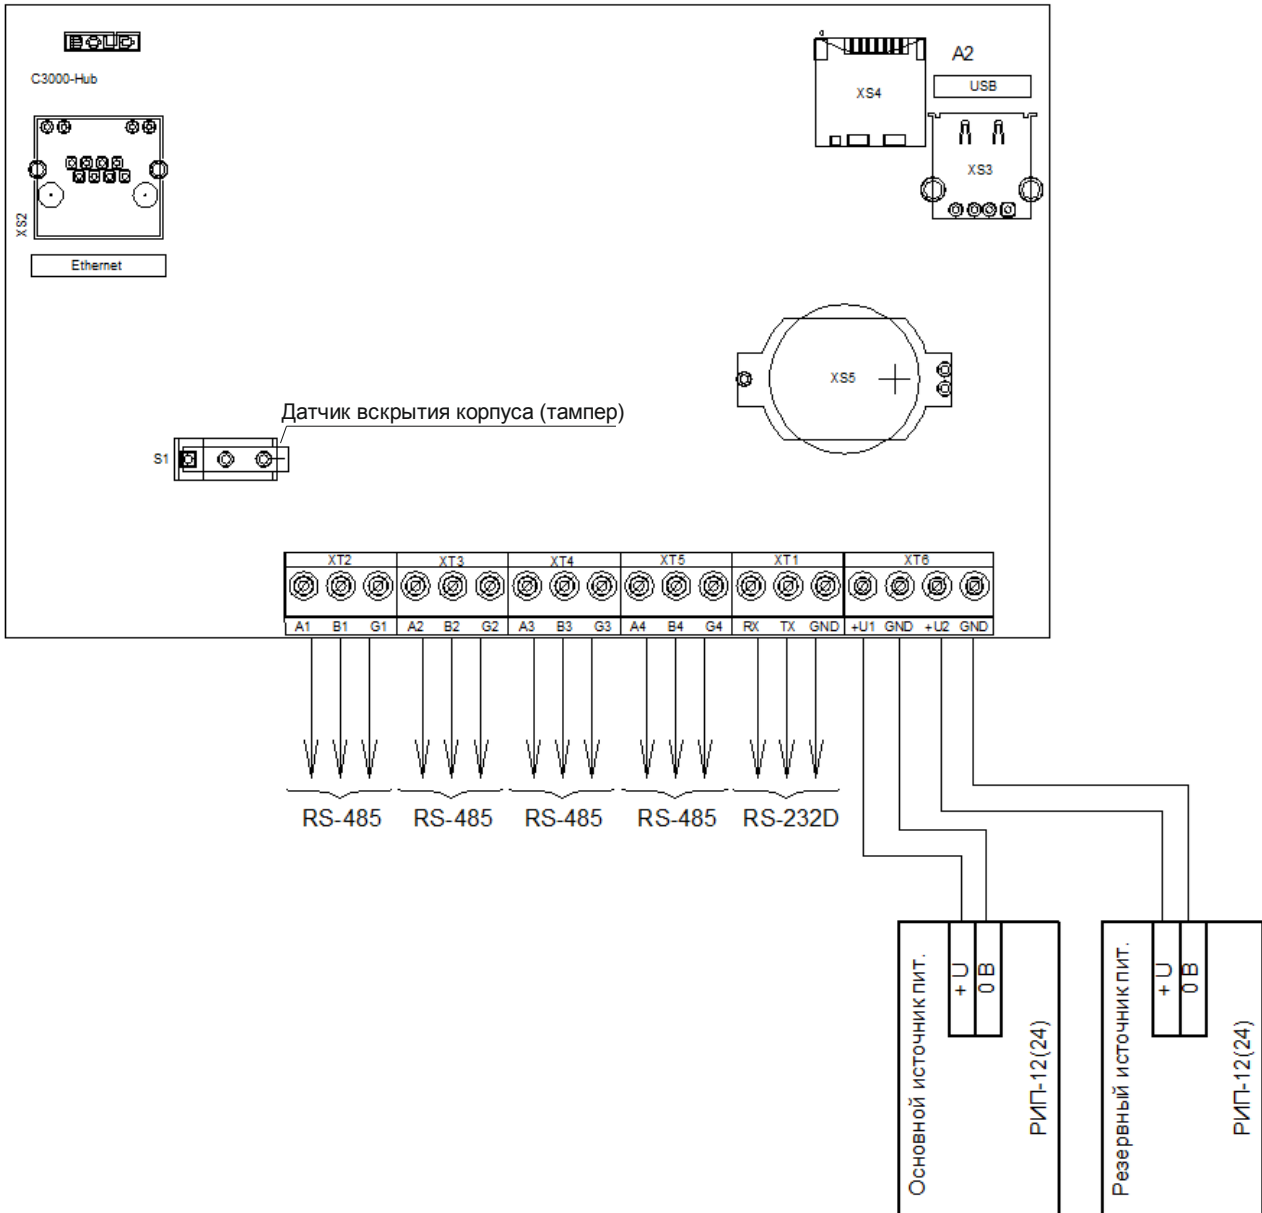 C3000-Hub
XS2
Ethernet
XS4
A2
USB
XS3
XS5
Датчик вскрытия корпуса (тампер)
S1
XT2 XT3 XT4 XT5 XT1 XT6
A1 B1 G1 A2 B2 G2 A3 B3 G3 A4 B4 G4 RX TX GND +U1 GND +U2 GND
RS-485 RS-485 RS-485 RS-485 RS-232D
Основной источник пит.
+U
0 В
РИП-12(24)
Резервный источник пит.
+U
0 В
РИП-12(24)